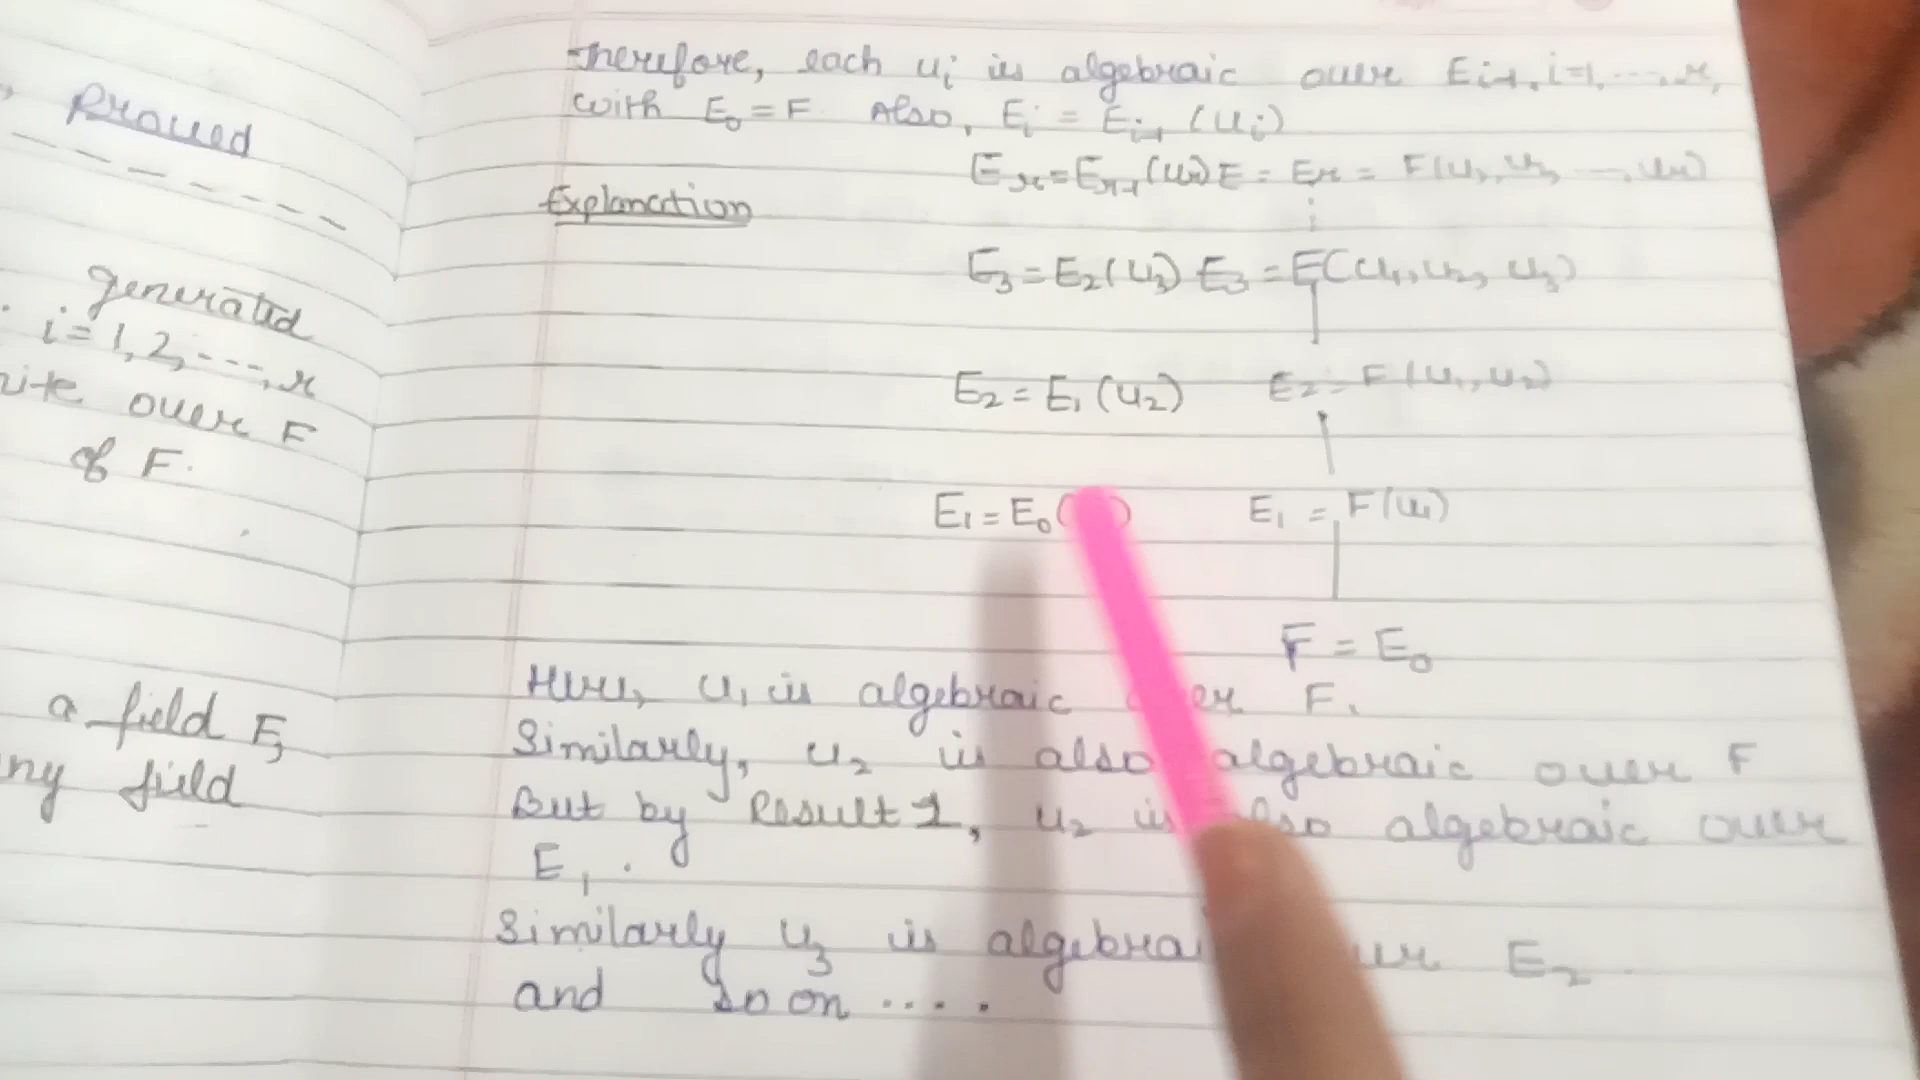 Proved
generated
i=1,2,---,r
over F
of F.
a field F,
field
Therefore, each uᵢ is algebraic over Eᵢ₋₁, i=1,----,r,
with E₀ = F Also, Eᵢ = Eᵢ₋₁ (uᵢ)
Eᵣ = Eᵣ₋₁ (uᵣ) E = Eᵣ = F(u₁, u₂, ---, uᵣ)
Explanation
E₃ = E₂(u₃) E₃ = F(u₁, u₂, u₃)
E₂ = E₁ (u₂) E₂ = F(u₁, u₂)
E₁ = E₀( ) E₁ = F(u₁)
F = E₀
Here, u₁ is algebraic F.
Similarly, u₂ is also algebraic over F
But by Result 1, u₂ is also algebraic over
E₁.
Similarly u₃ is E₂
and so on ....